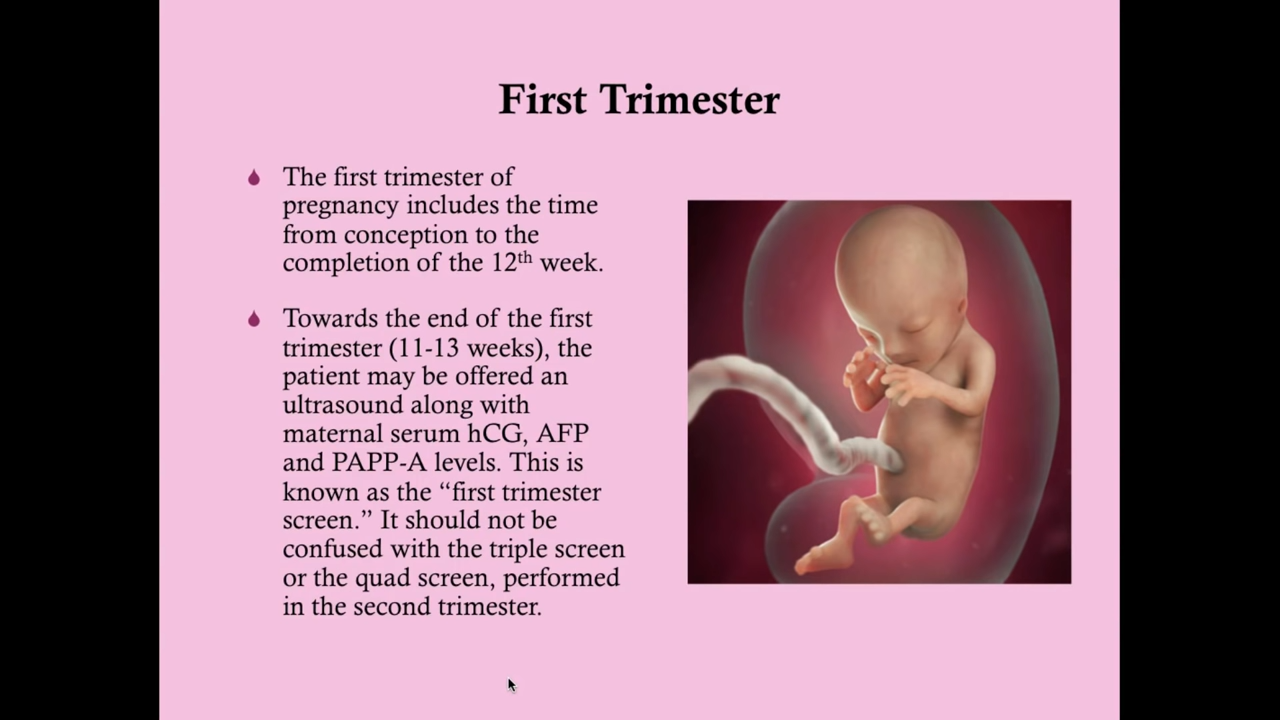 First Trimester
The first trimester of
pregnancy includes the time
from conception to the
completion of the 12th week.
Towards the end of the first
trimester (11-13 weeks), the
patient may be offered an
ultrasound along with
maternal serum hCG, AFP
and PAPP-A levels. This is
known as the “first trimester
screen.” It should not be
confused with the triple screen
or the quad screen, performed
in the second trimester.